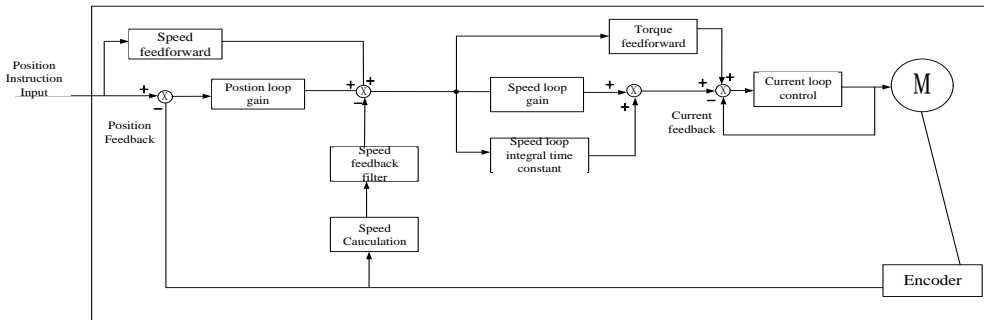 Speed
feedforward
Torque
feedforward
Position
Instruction
Input
+
−
Postion loop
gain
+
+
−
Speed loop
gain
+
+
+
+
−
Current loop
control
M
Position
Feedback
Current
feedback
Speed
feedback
filter
Speed loop
integral time
constant
Speed
Cauculation
Encoder